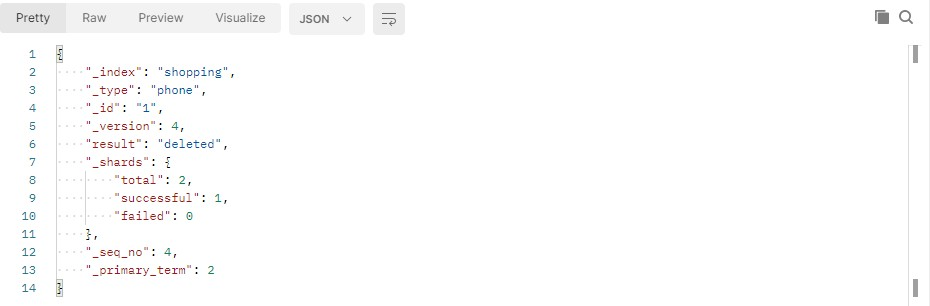 Pretty Raw Preview Visualize JSON
1 {
2 "_index": "shopping",
3 "_type": "phone",
4 "_id": "1",
5 "_version": 4,
6 "result": "deleted",
7 "_shards": {
8 "total": 2,
9 "successful": 1,
10 "failed": 0
11 },
12 "_seq_no": 4,
13 "_primary_term": 2
14 }